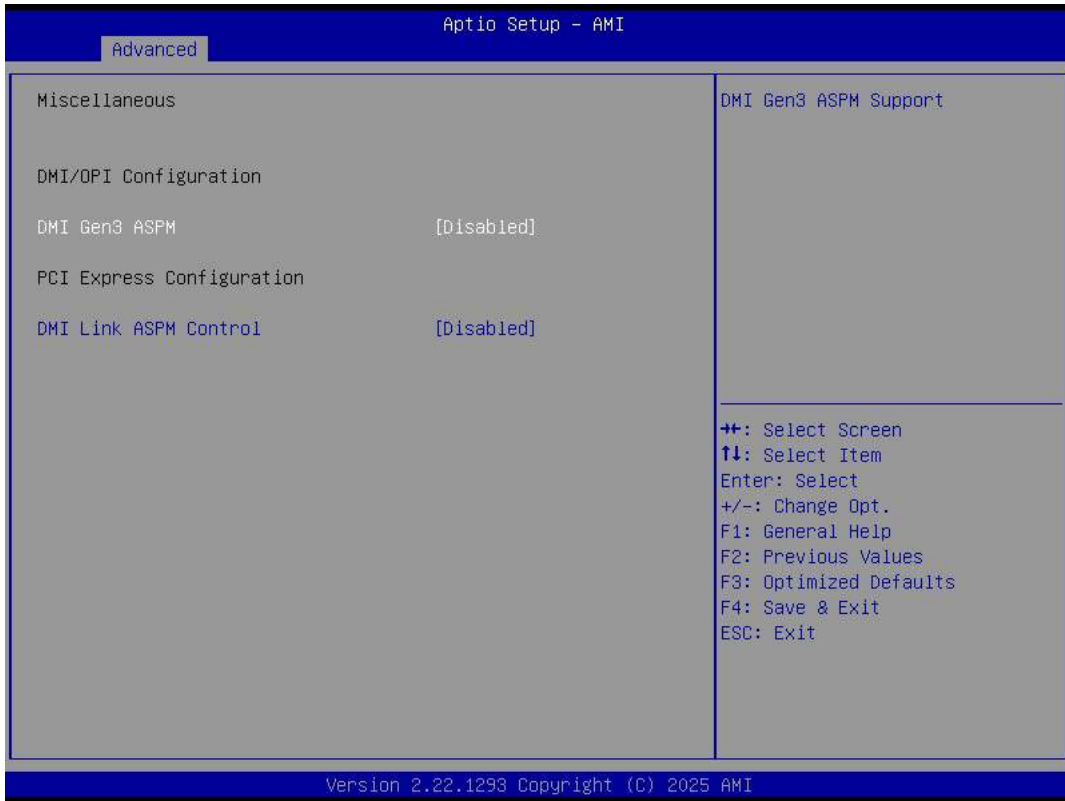 Aptio Setup – AMI
Advanced
Miscellaneous
DMI/OPI Configuration
DMI Gen3 ASPM [Disabled]
PCI Express Configuration
DMI Link ASPM Control [Disabled]
DMI Gen3 ASPM Support
→←: Select Screen
↑↓: Select Item
Enter: Select
+/-: Change Opt.
F1: General Help
F2: Previous Values
F3: Optimized Defaults
F4: Save & Exit
ESC: Exit
Version 2.22.1293 Copyright (C) 2025 AMI